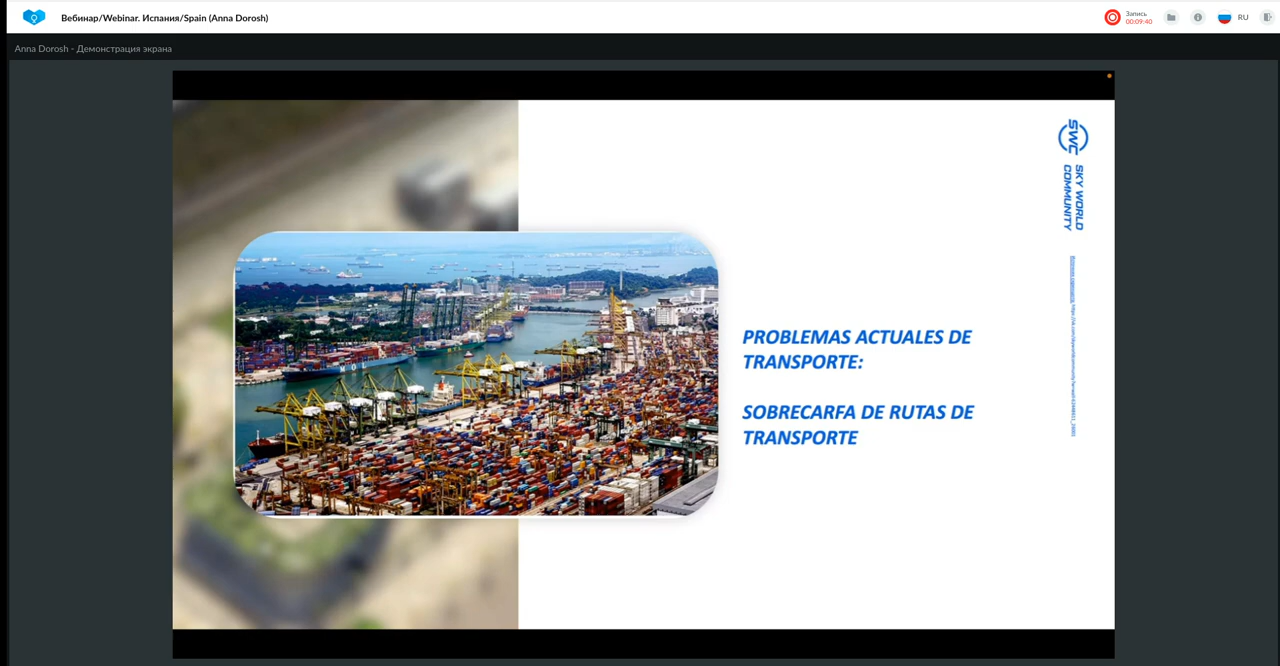 Вебинар/Webinar. Испания/Spain (Anna Dorosh)
Запись
00:09:40
RU
Anna Dorosh - Демонстрация экрана
SWC
SKY WORLD
COMMUNITY
MOL
PROBLEMAS ACTUALES DE
TRANSPORTE:
SOBRECARFA DE RUTAS DE
TRANSPORTE